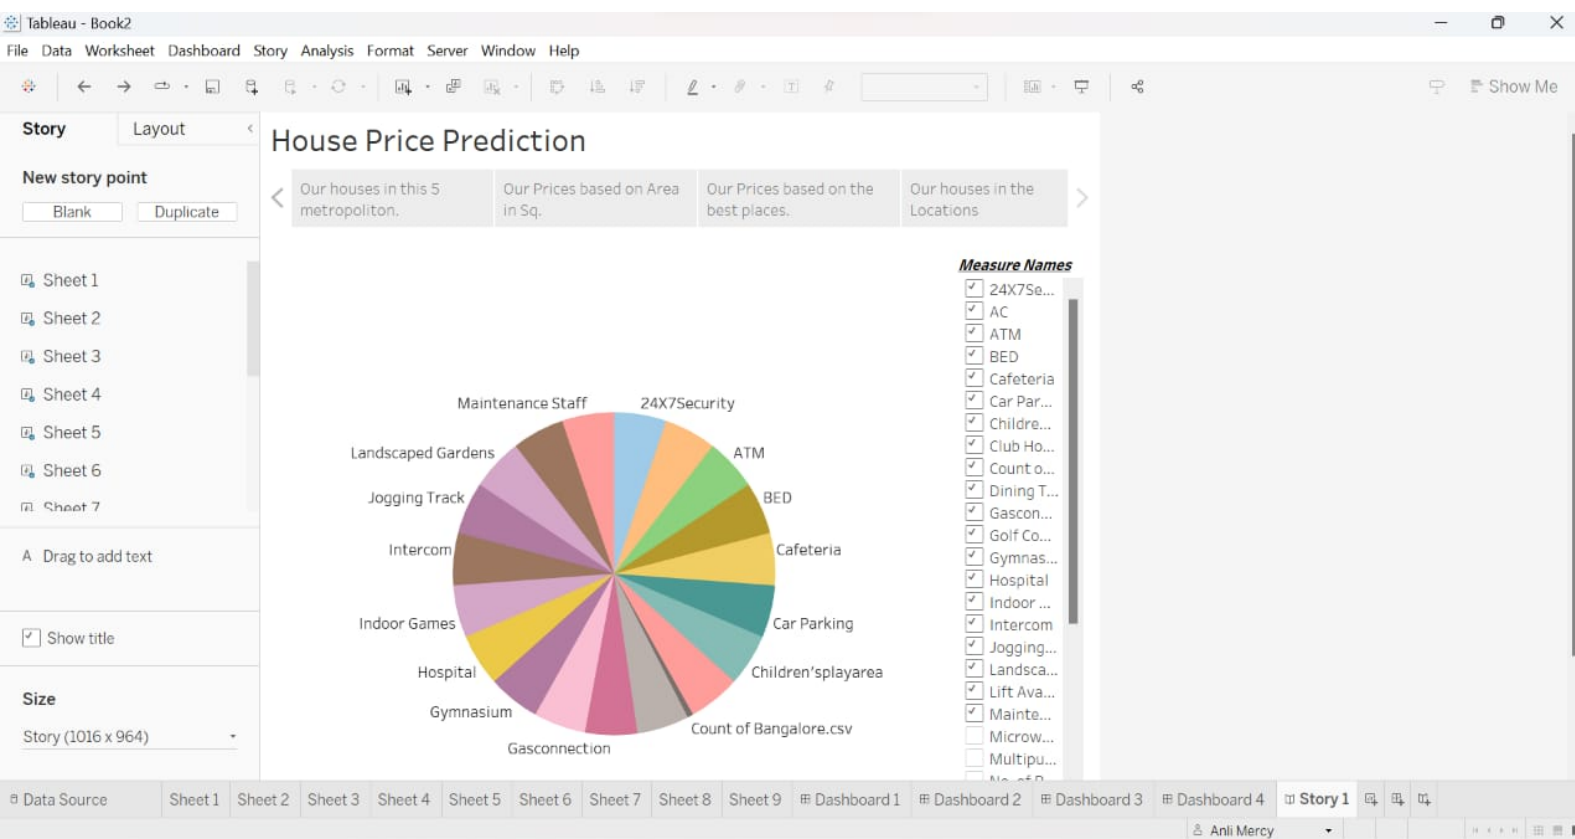 Tableau - Book2
File Data Worksheet Dashboard Story Analysis Format Server Window Help
Show Me
Story Layout
New story point
Blank Duplicate
Sheet 1
Sheet 2
Sheet 3
Sheet 4
Sheet 5
Sheet 6
Sheet 7
A Drag to add text
Show title
Size
Story (1016 x 964)
House Price Prediction
Our houses in this 5
metropoliton.
Our Prices based on Area
in Sq.
Our Prices based on the
best places.
Our houses in the
Locations
Maintenance Staff
24X7Security
Landscaped Gardens
ATM
Jogging Track
BED
Intercom
Cafeteria
Indoor Games
Car Parking
Hospital
Children'splayarea
Gymnasium
Count of Bangalore.csv
Gasconnection
Measure Names
24X7Se...
AC
ATM
BED
Cafeteria
Car Par...
Childre...
Club Ho...
Count o...
Dining T...
Gascon...
Golf Co...
Gymnas...
Hospital
Indoor ...
Intercom
Jogging...
Landsca...
Lift Ava...
Mainte...
Microw...
Multipu...
Data Source Sheet 1 Sheet 2 Sheet 3 Sheet 4 Sheet 5 Sheet 6 Sheet 7 Sheet 8 Sheet 9 Dashboard 1 Dashboard 2 Dashboard 3 Dashboard 4 Story 1
Anli Mercy